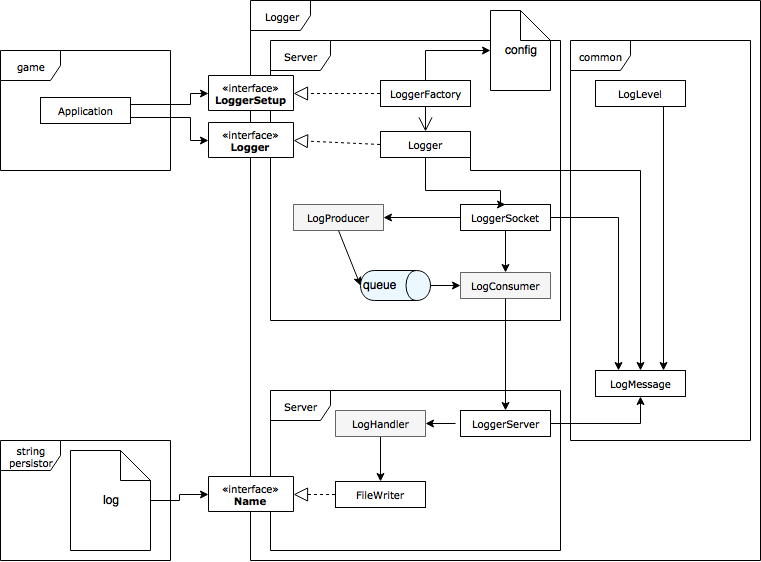 Logger
Server
config
common
game
«interface»
LoggerSetup
LoggerFactory
LogLevel
Application
«interface»
Logger
Logger
LogProducer
LoggerSocket
queue
LogConsumer
LogMessage
Server
LogHandler
LoggerServer
string
persistor
log
«interface»
Name
FileWriter